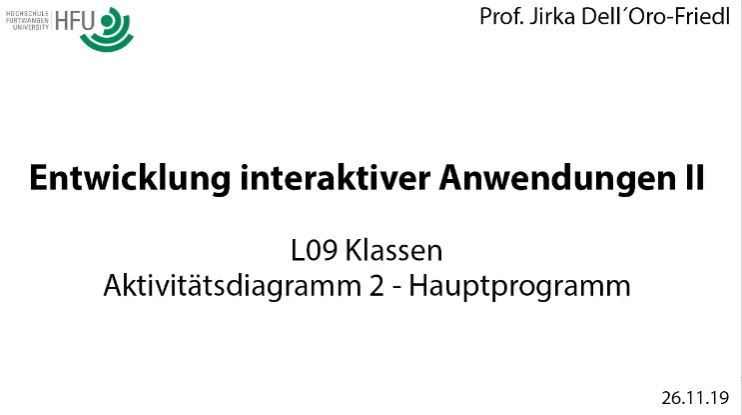 HOCHSCHULE
FURTWANGEN
UNIVERSITY
HFU
Prof. Jirka Dell´Oro-Friedl
Entwicklung interaktiver Anwendungen II
L09 Klassen
Aktivitätsdiagramm 2 - Hauptprogramm
26.11.19